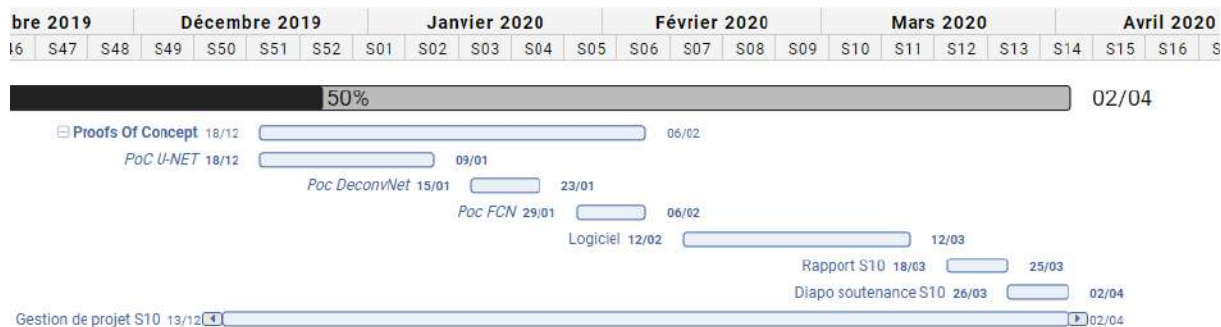 bre 2019 Décembre 2019 Janvier 2020 Février 2020 Mars 2020 Avril 2020
46 S47 S48 S49 S50 S51 S52 S01 S02 S03 S04 S05 S06 S07 S08 S09 S10 S11 S12 S13 S14 S15 S16 S
50% 02/04
Proofs Of Concept 18/12 06/02
PoC U-NET 18/12 09/01
Poc DeconvNet 15/01 23/01
Poc FCN 29/01 06/02
Logiciel 12/02 12/03
Rapport S10 18/03 25/03
Diapo soutenance S10 26/03 02/04
Gestion de projet S10 13/12 02/04